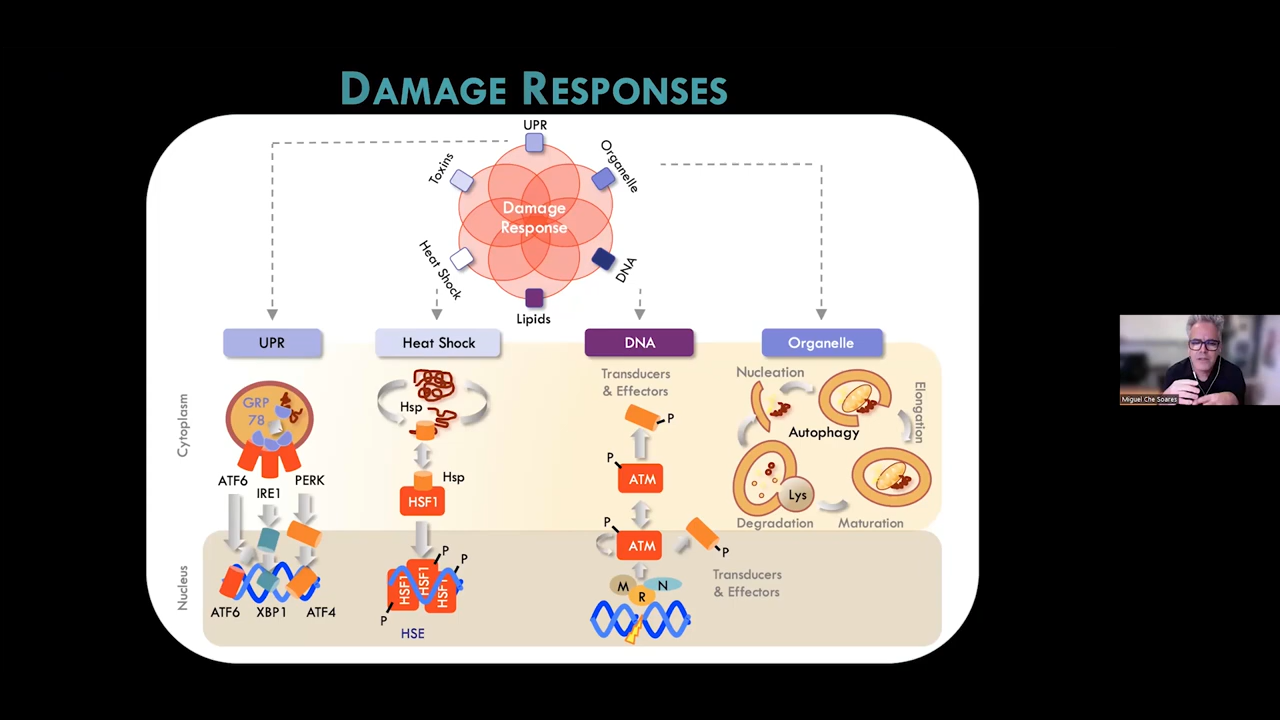 DAMAGE RESPONSES
UPR
Toxins
Organelle
Damage
Response
Heat Shock
DNA
Lipids
UPR
Heat Shock
DNA
Organelle
Cytoplasm
GRP
78
ATF6
IRE1
PERK
Hsp
Hsp
HSF1
Transducers
& Effectors
P
P
ATM
P
ATM
P
Nucleation
Elongation
Autophagy
Lys
Degradation
Maturation
Nucleus
ATF6
XBP1
ATF4
P
P
HSF1
HSF1
HSF1
P
HSE
M
R
N
Transducers
& Effectors
Miguel Che Soares